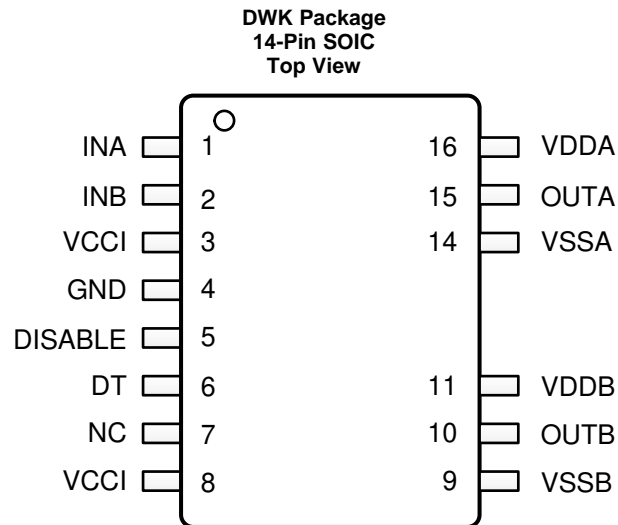 DWK Package
14-Pin SOIC
Top View
INA 1 16 VDDA
INB 2 15 OUTA
VCCI 3 14 VSSA
GND 4
DISABLE 5
DT 6 11 VDDB
NC 7 10 OUTB
VCCI 8 9 VSSB